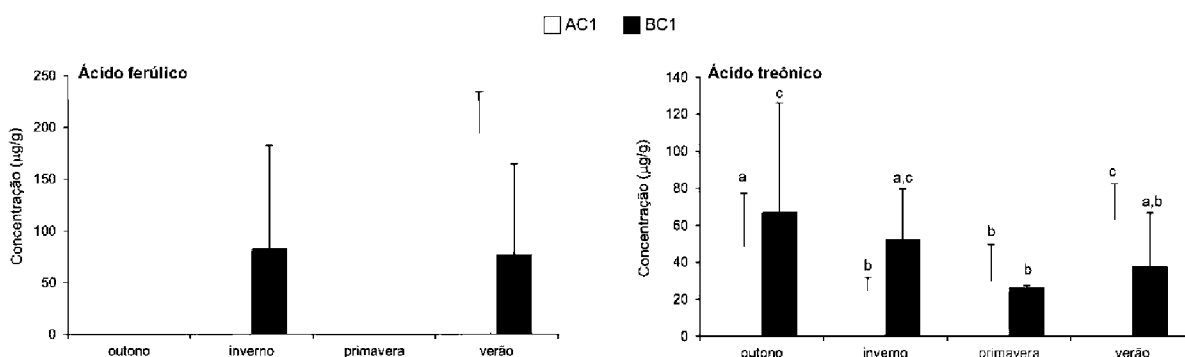 AC1 BC1
Ácido ferúlico
Concentração (µg/g)
250
200
150
100
50
0
outono inverno primavera verão
Ácido treônico
Concentração (µg/g)
140
120
100
80
60
40
20
0
a c b a,c b b c a,b
outono inverno primavera verão